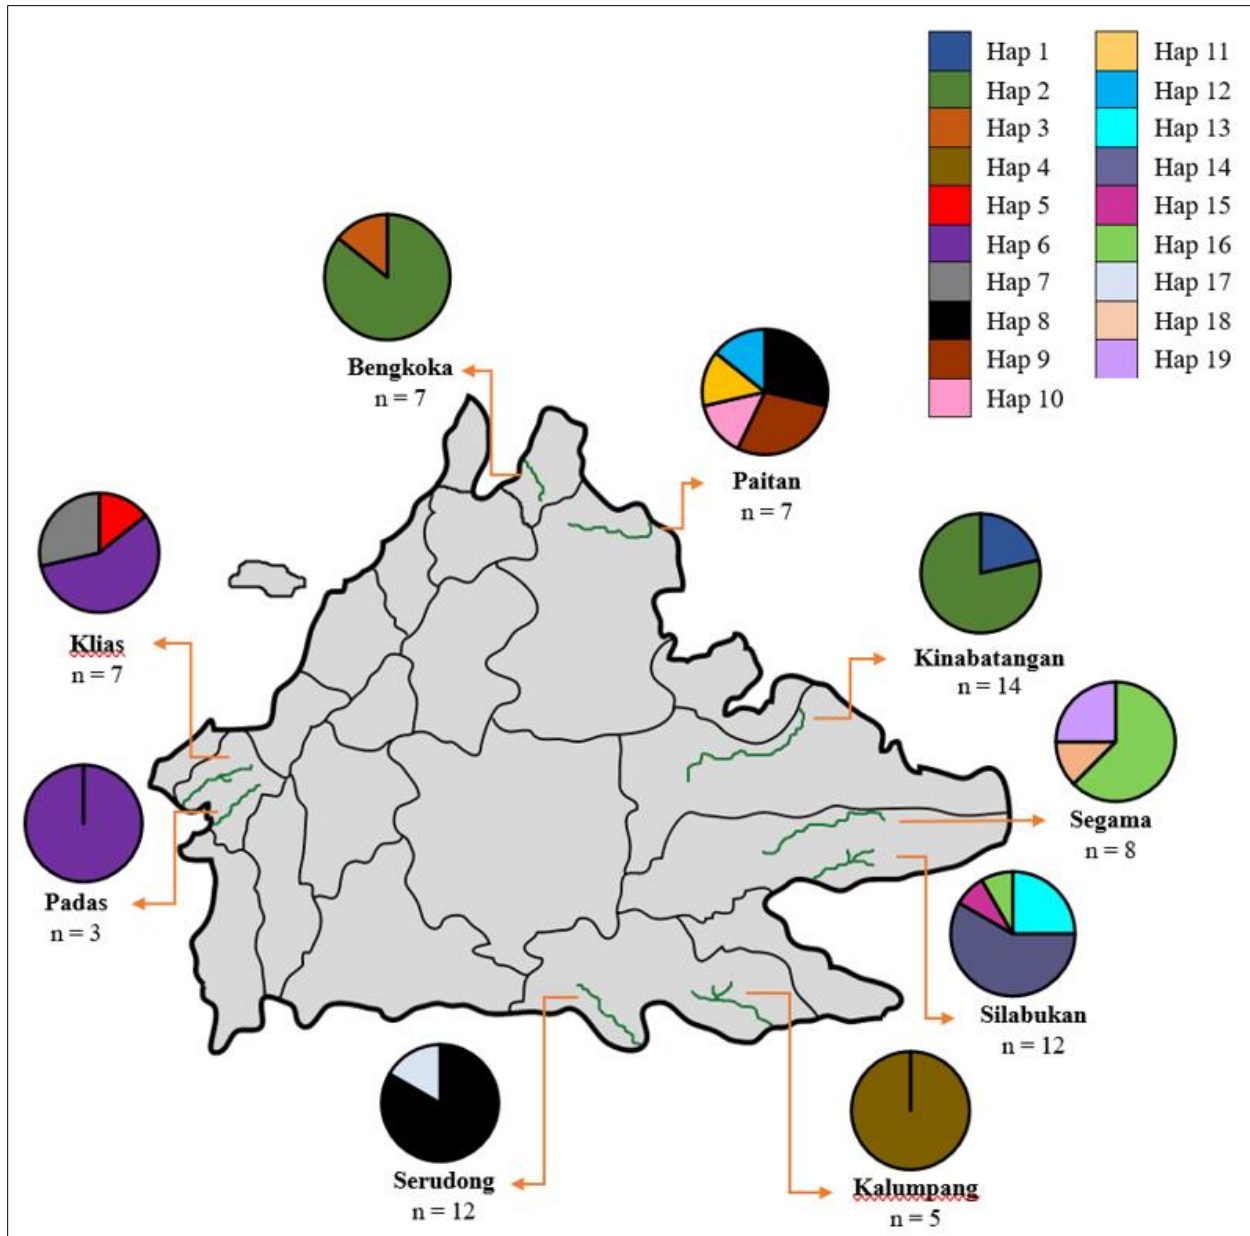 Hap 1
Hap 2
Hap 3
Hap 4
Hap 5
Hap 6
Hap 7
Hap 8
Hap 9
Hap 10
Hap 11
Hap 12
Hap 13
Hap 14
Hap 15
Hap 16
Hap 17
Hap 18
Hap 19
Bengkoka
n = 7
Paitan
n = 7
Klias
n = 7
Kinabatangan
n = 14
Segama
n = 8
Padas
n = 3
Silabukan
n = 12
Serudong
n = 12
Kalumpang
n = 5